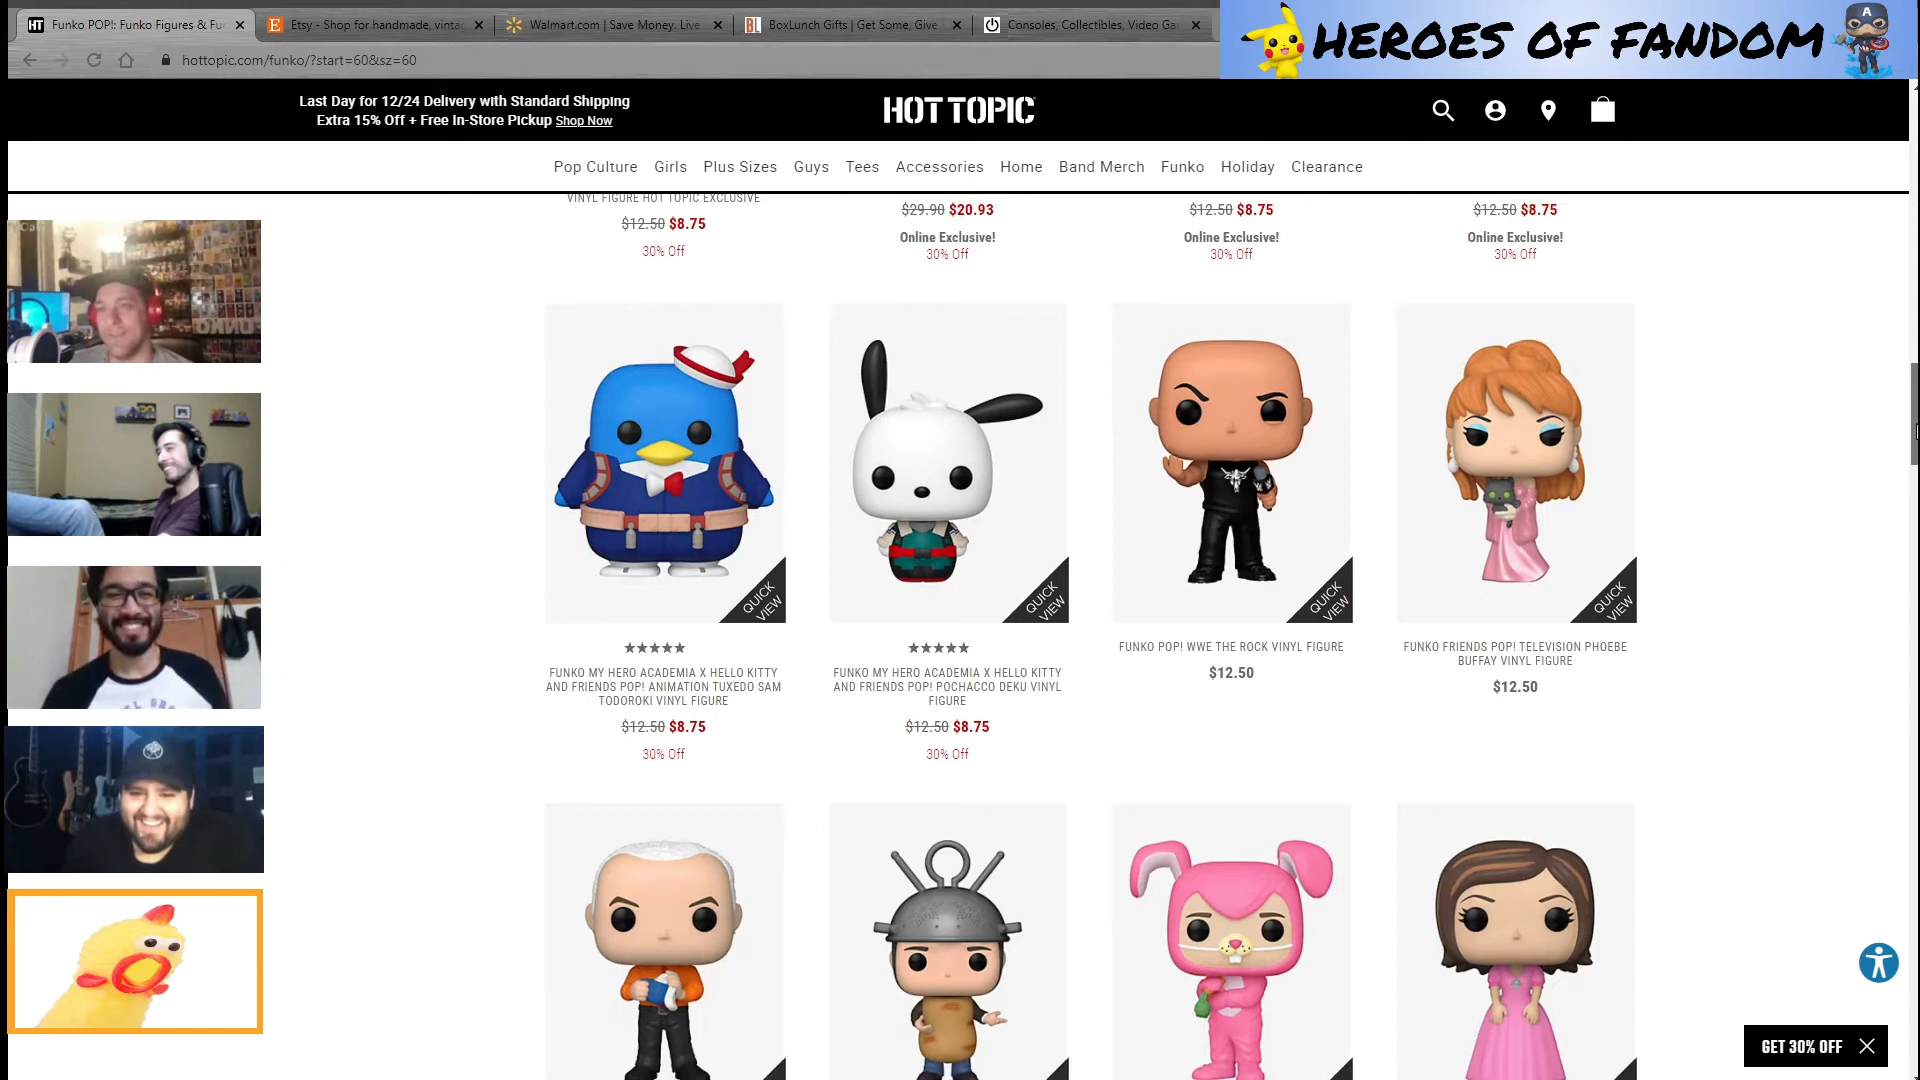 Funko POP!: Funko Figures & Fu
Etsy - Shop for handmade, vinta
Walmart.com | Save Money. Live
BoxLunch Gifts | Get Some, Give
Consoles, Collectibles, Video Ga
HEROES OF FANDOM
hottopic.com/funko/?start=60&sz=60
Last Day for 12/24 Delivery with Standard Shipping
Extra 15% Off + Free In-Store Pickup Shop Now
HOT TOPIC
Pop Culture Girls Plus Sizes Guys Tees Accessories Home Band Merch Funko Holiday Clearance
VINYL FIGURE HOT TOPIC EXCLUSIVE
$12.50 $8.75
30% Off
$29.90 $20.93
Online Exclusive!
30% Off
$12.50 $8.75
Online Exclusive!
30% Off
$12.50 $8.75
Online Exclusive!
30% Off
QUICK VIEW
QUICK VIEW
QUICK VIEW
QUICK VIEW
FUNKO MY HERO ACADEMIA X HELLO KITTY
AND FRIENDS POP! ANIMATION TUXEDO SAM
TODOROKI VINYL FIGURE
$12.50 $8.75
30% Off
FUNKO MY HERO ACADEMIA X HELLO KITTY
AND FRIENDS POP! POCHACCO DEKU VINYL
FIGURE
$12.50 $8.75
30% Off
FUNKO POP! WWE THE ROCK VINYL FIGURE
$12.50
FUNKO FRIENDS POP! TELEVISION PHOEBE
BUFFAY VINYL FIGURE
$12.50
GET 30% OFF